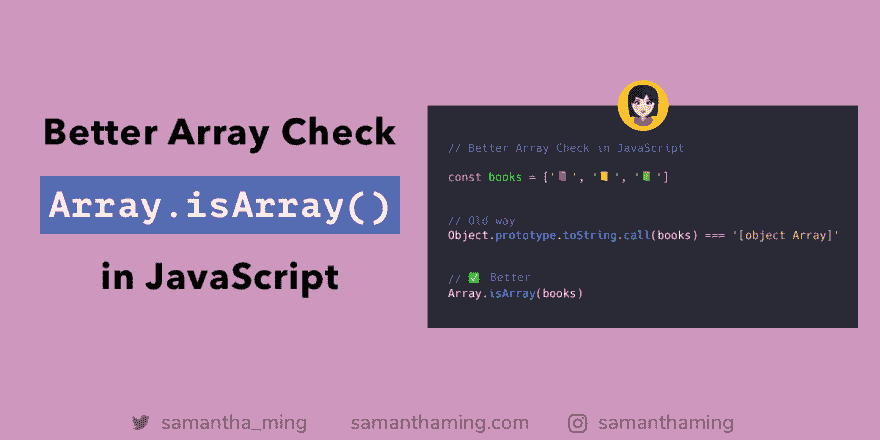 Better Array Check
Array.isArray()
in JavaScript
// Better Array Check in JavaScript
const books = ['📕', '📒', '📗']
// Old way
Object.prototype.toString.call(books) === '[object Array]'
// ✅ Better
Array.isArray(books)
samantha_ming
samanthaming.com
samanthaming